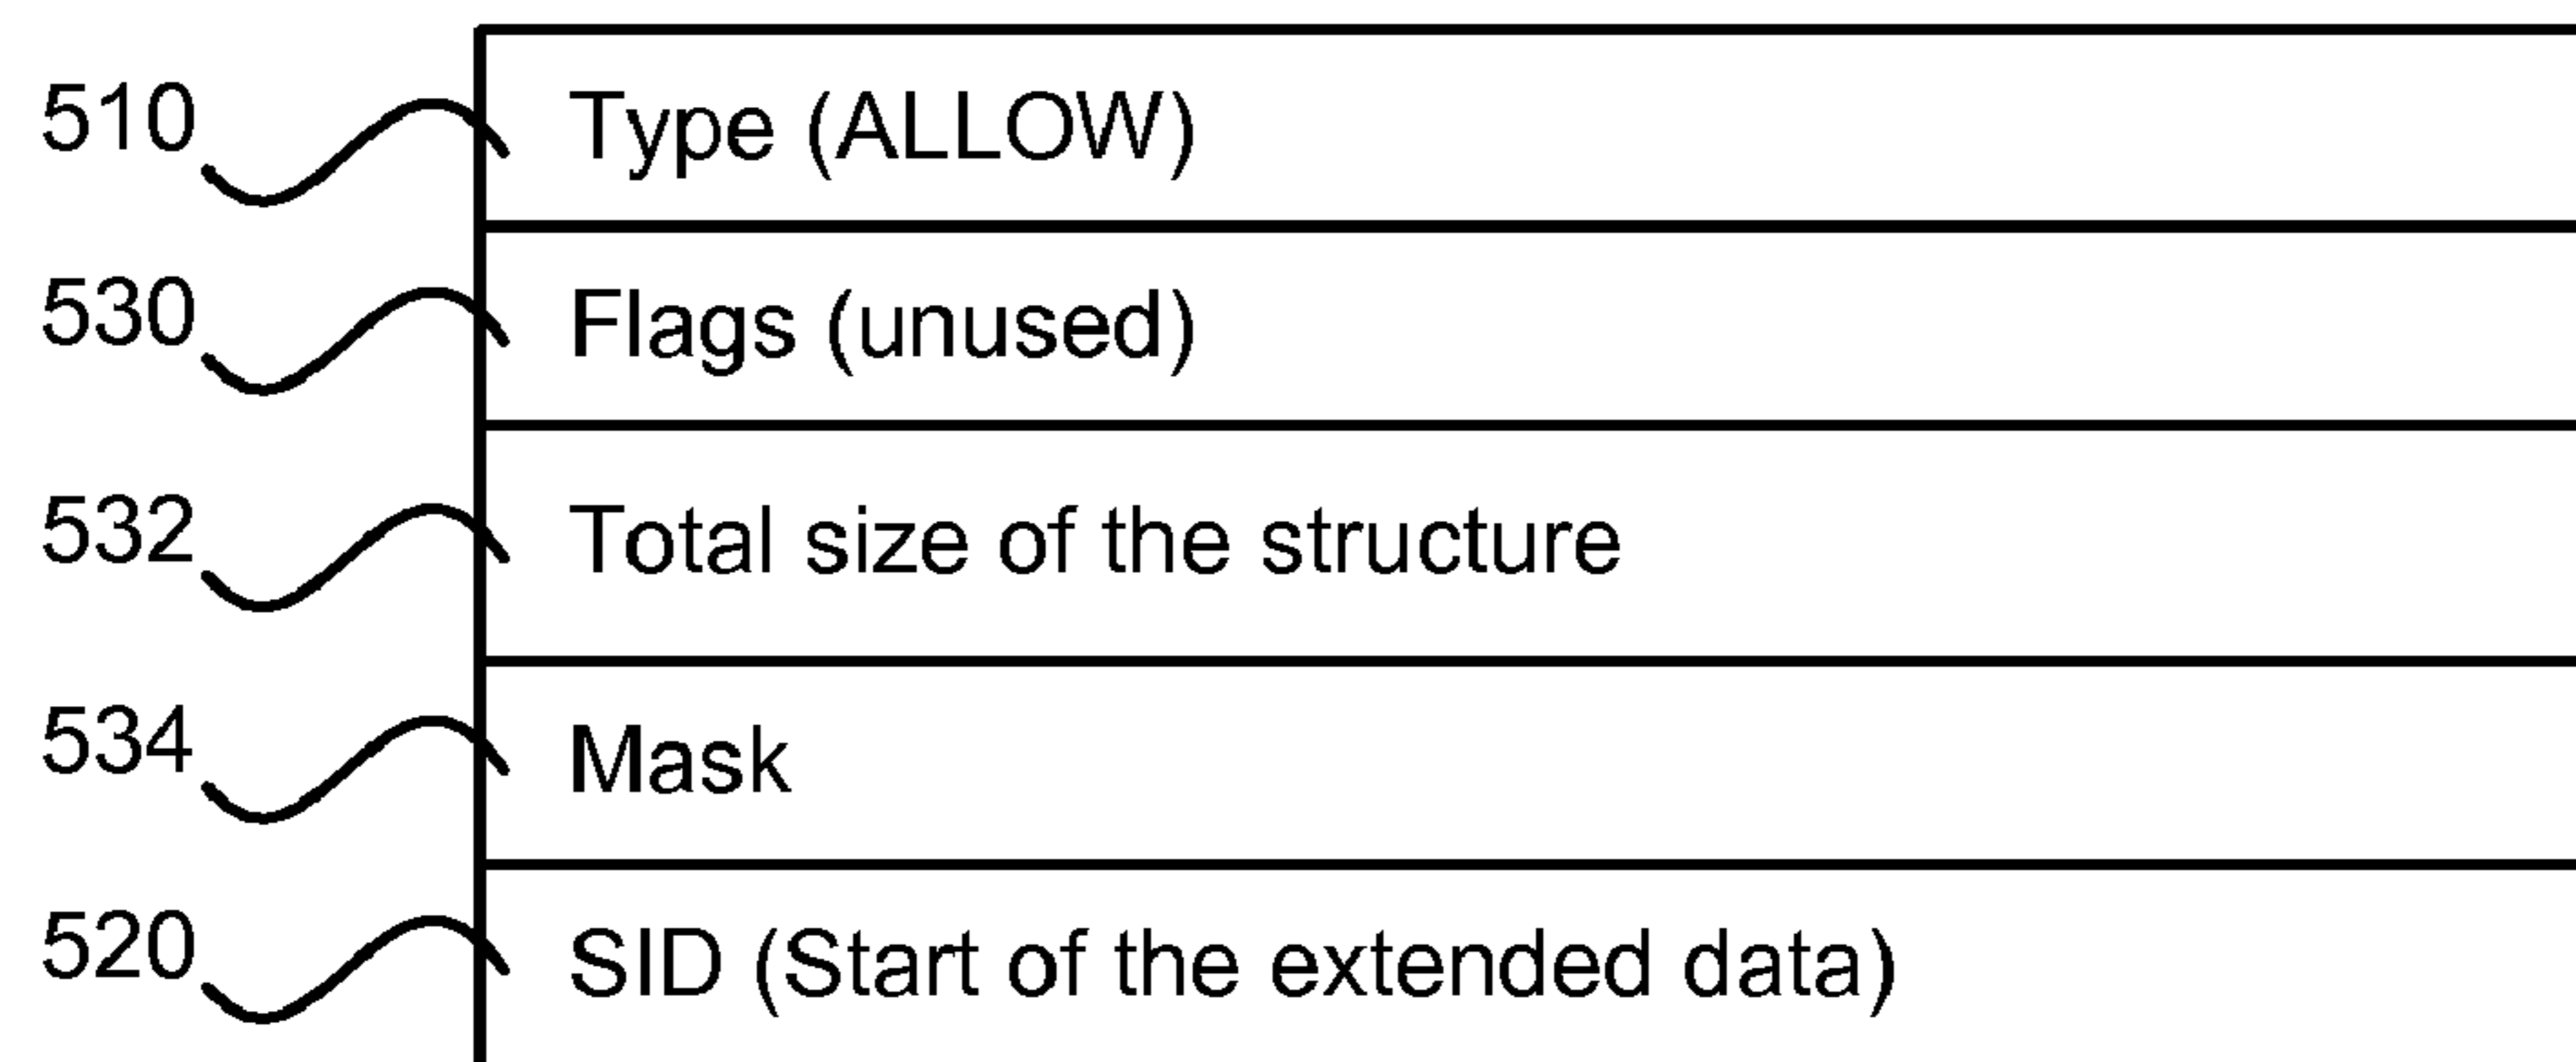 510 Type (ALLOW)
530 Flags (unused)
532 Total size of the structure
534 Mask
520 SID (Start of the extended data)